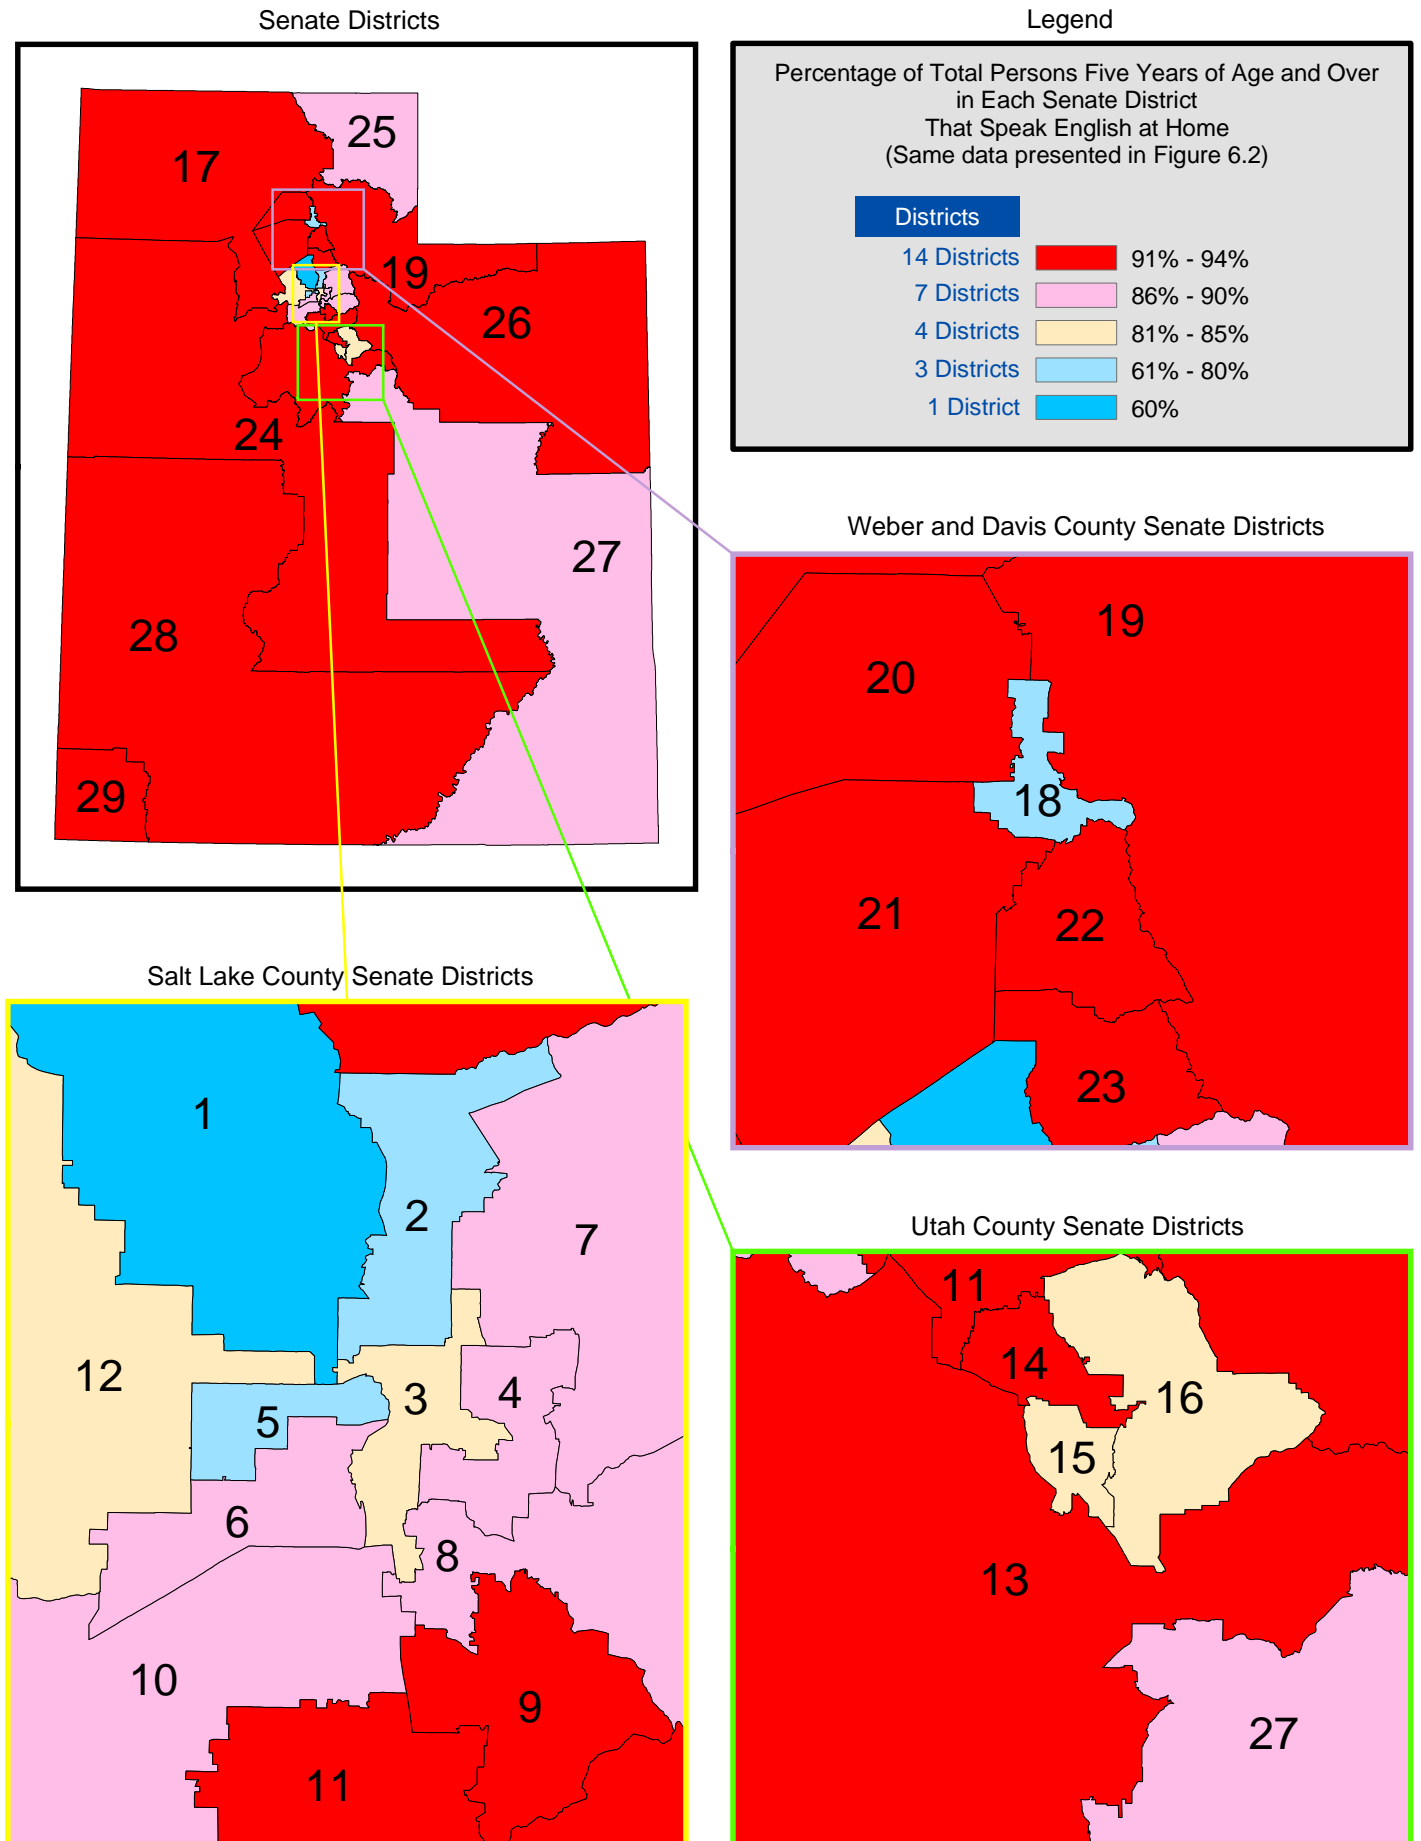 Senate Districts
25
17
19
26
24
27
28
29
Legend
Percentage of Total Persons Five Years of Age and Over
in Each Senate District
That Speak English at Home
(Same data presented in Figure 6.2)
Districts
14 Districts 91% - 94%
7 Districts 86% - 90%
4 Districts 81% - 85%
3 Districts 61% - 80%
1 District 60%
Weber and Davis County Senate Districts
19
20
18
21
22
23
Salt Lake County Senate Districts
1
2
7
12
3
4
5
6
8
10
9
11
Utah County Senate Districts
11
14
16
15
13
27